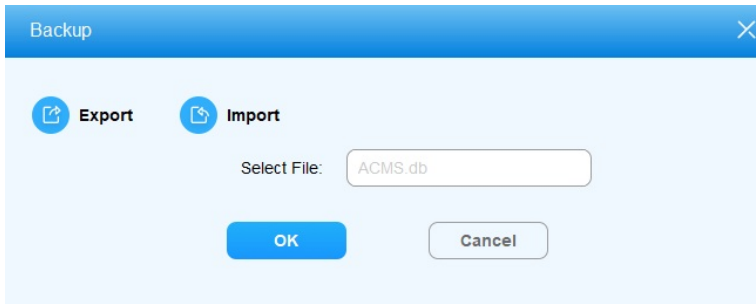 Backup
Export Import
Select File: ACMS.db
OK Cancel